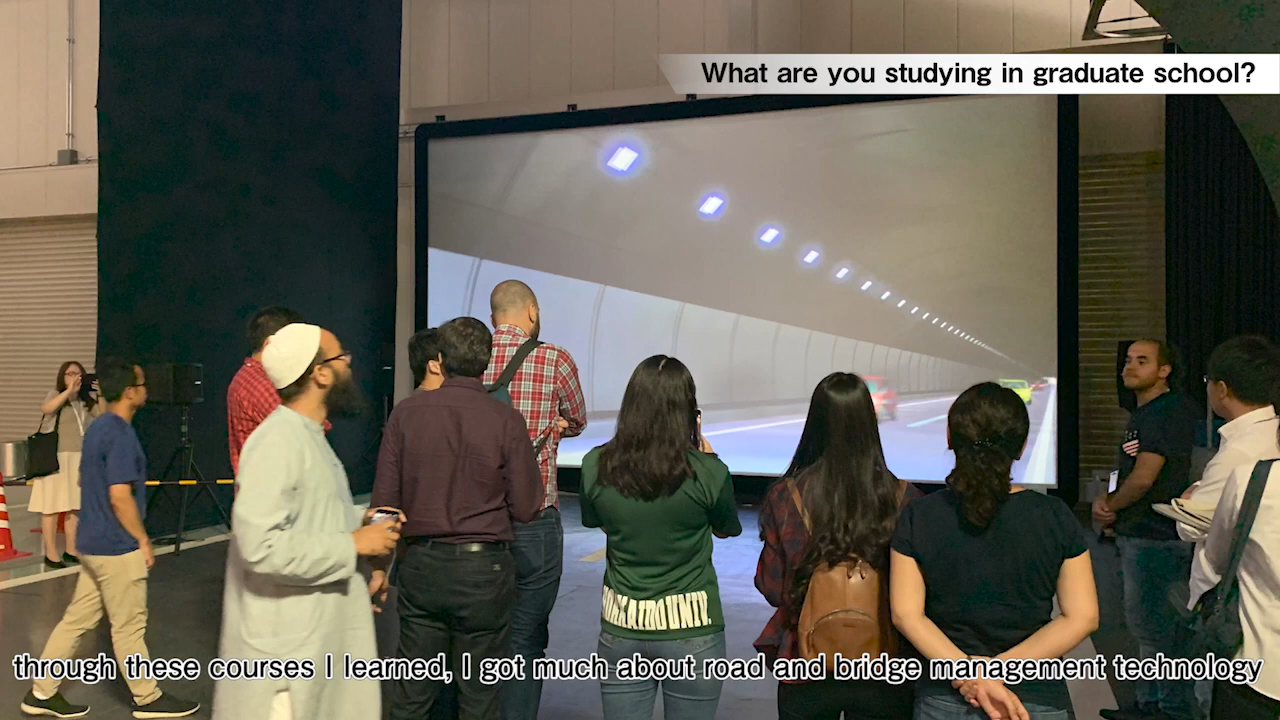 What are you studying in graduate school?
HOKKAIDO UNIV.
through these courses I learned, I got much about road and bridge management technology